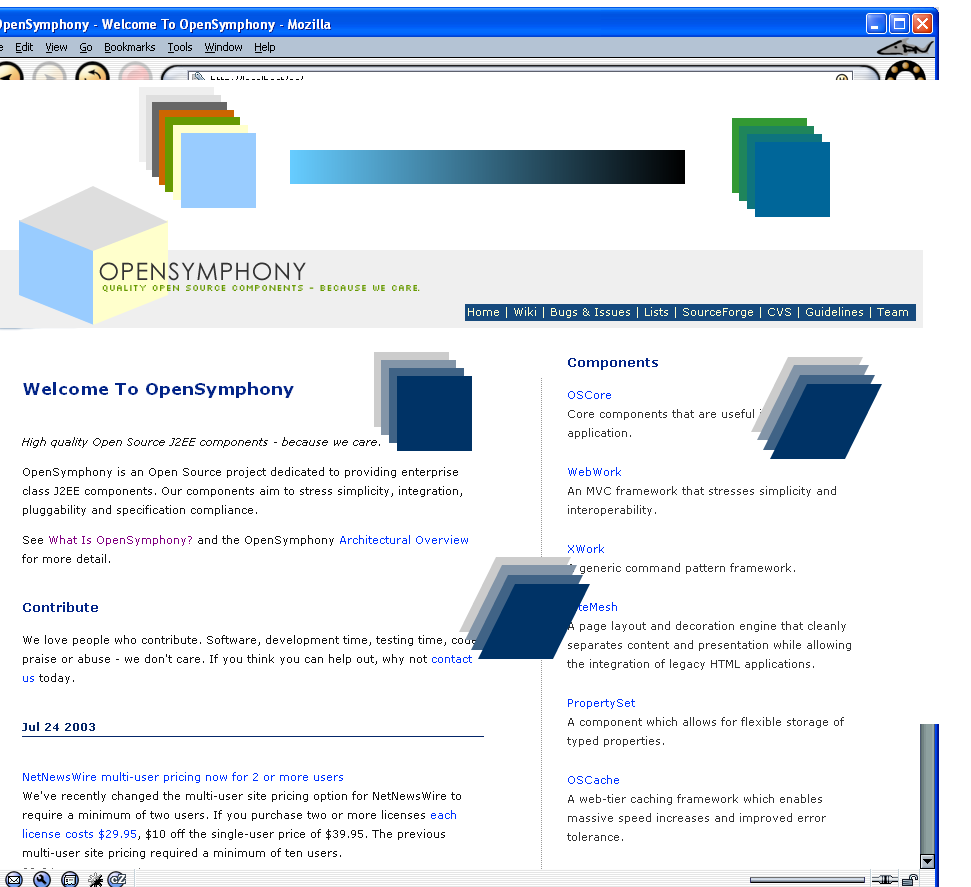 OpenSymphony - Welcome To OpenSymphony - Mozilla
Edit View Go Bookmarks Tools Window Help
OPENSYMPHONY
QUALITY OPEN SOURCE COMPONENTS - BECAUSE WE CARE.
Home | Wiki | Bugs & Issues | Lists | SourceForge | CVS | Guidelines | Team
Welcome To OpenSymphony
High quality Open Source J2EE components - because we care.
OpenSymphony is an Open Source project dedicated to providing enterprise
class J2EE components. Our components aim to stress simplicity, integration,
pluggability and specification compliance.
See What Is OpenSymphony? and the OpenSymphony Architectural Overview
for more detail.
Contribute
We love people who contribute. Software, development time, testing time, code
praise or abuse - we don't care. If you think you can help out, why not contact
us today.
Jul 24 2003
NetNewsWire multi-user pricing now for 2 or more users
We've recently changed the multi-user site pricing option for NetNewsWire to
require a minimum of two users. If you purchase two or more licenses each
license costs $29.95, $10 off the single-user price of $39.95. The previous
multi-user site pricing required a minimum of ten users.
Components
OSCore
Core components that are useful
application.
WebWork
An MVC framework that stresses simplicity and
interoperability.
XWork
generic command pattern framework.
teMesh
A page layout and decoration engine that cleanly
separates content and presentation while allowing
the integration of legacy HTML applications.
PropertySet
A component which allows for flexible storage of
typed properties.
OSCache
A web-tier caching framework which enables
massive speed increases and improved error
tolerance.